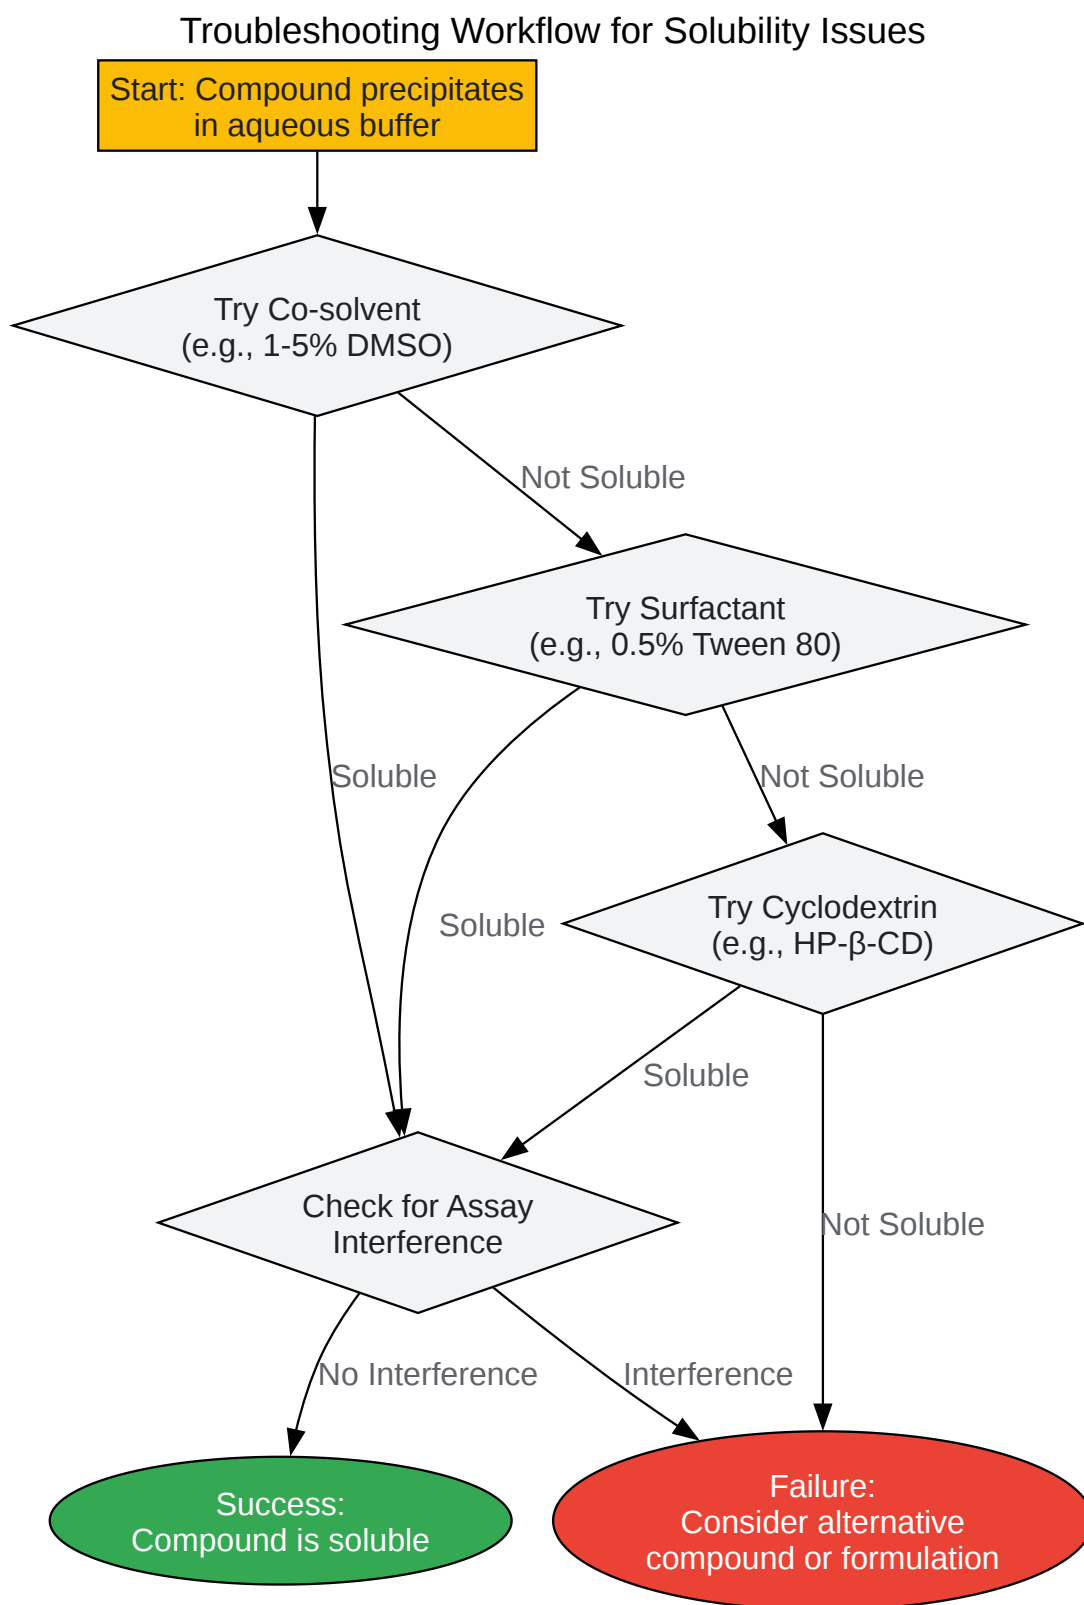 Troubleshooting Workflow for Solubility Issues
Start: Compound precipitates
in aqueous buffer
Try Co-solvent
(e.g., 1-5% DMSO)
Not Soluble
Try Surfactant
(e.g., 0.5% Tween 80)
Soluble
Not Soluble
Try Cyclodextrin
(e.g., HP-β-CD)
Soluble
Soluble
Check for Assay
Interference
Not Soluble
No Interference
Interference
Success:
Compound is soluble
Failure:
Consider alternative
compound or formulation